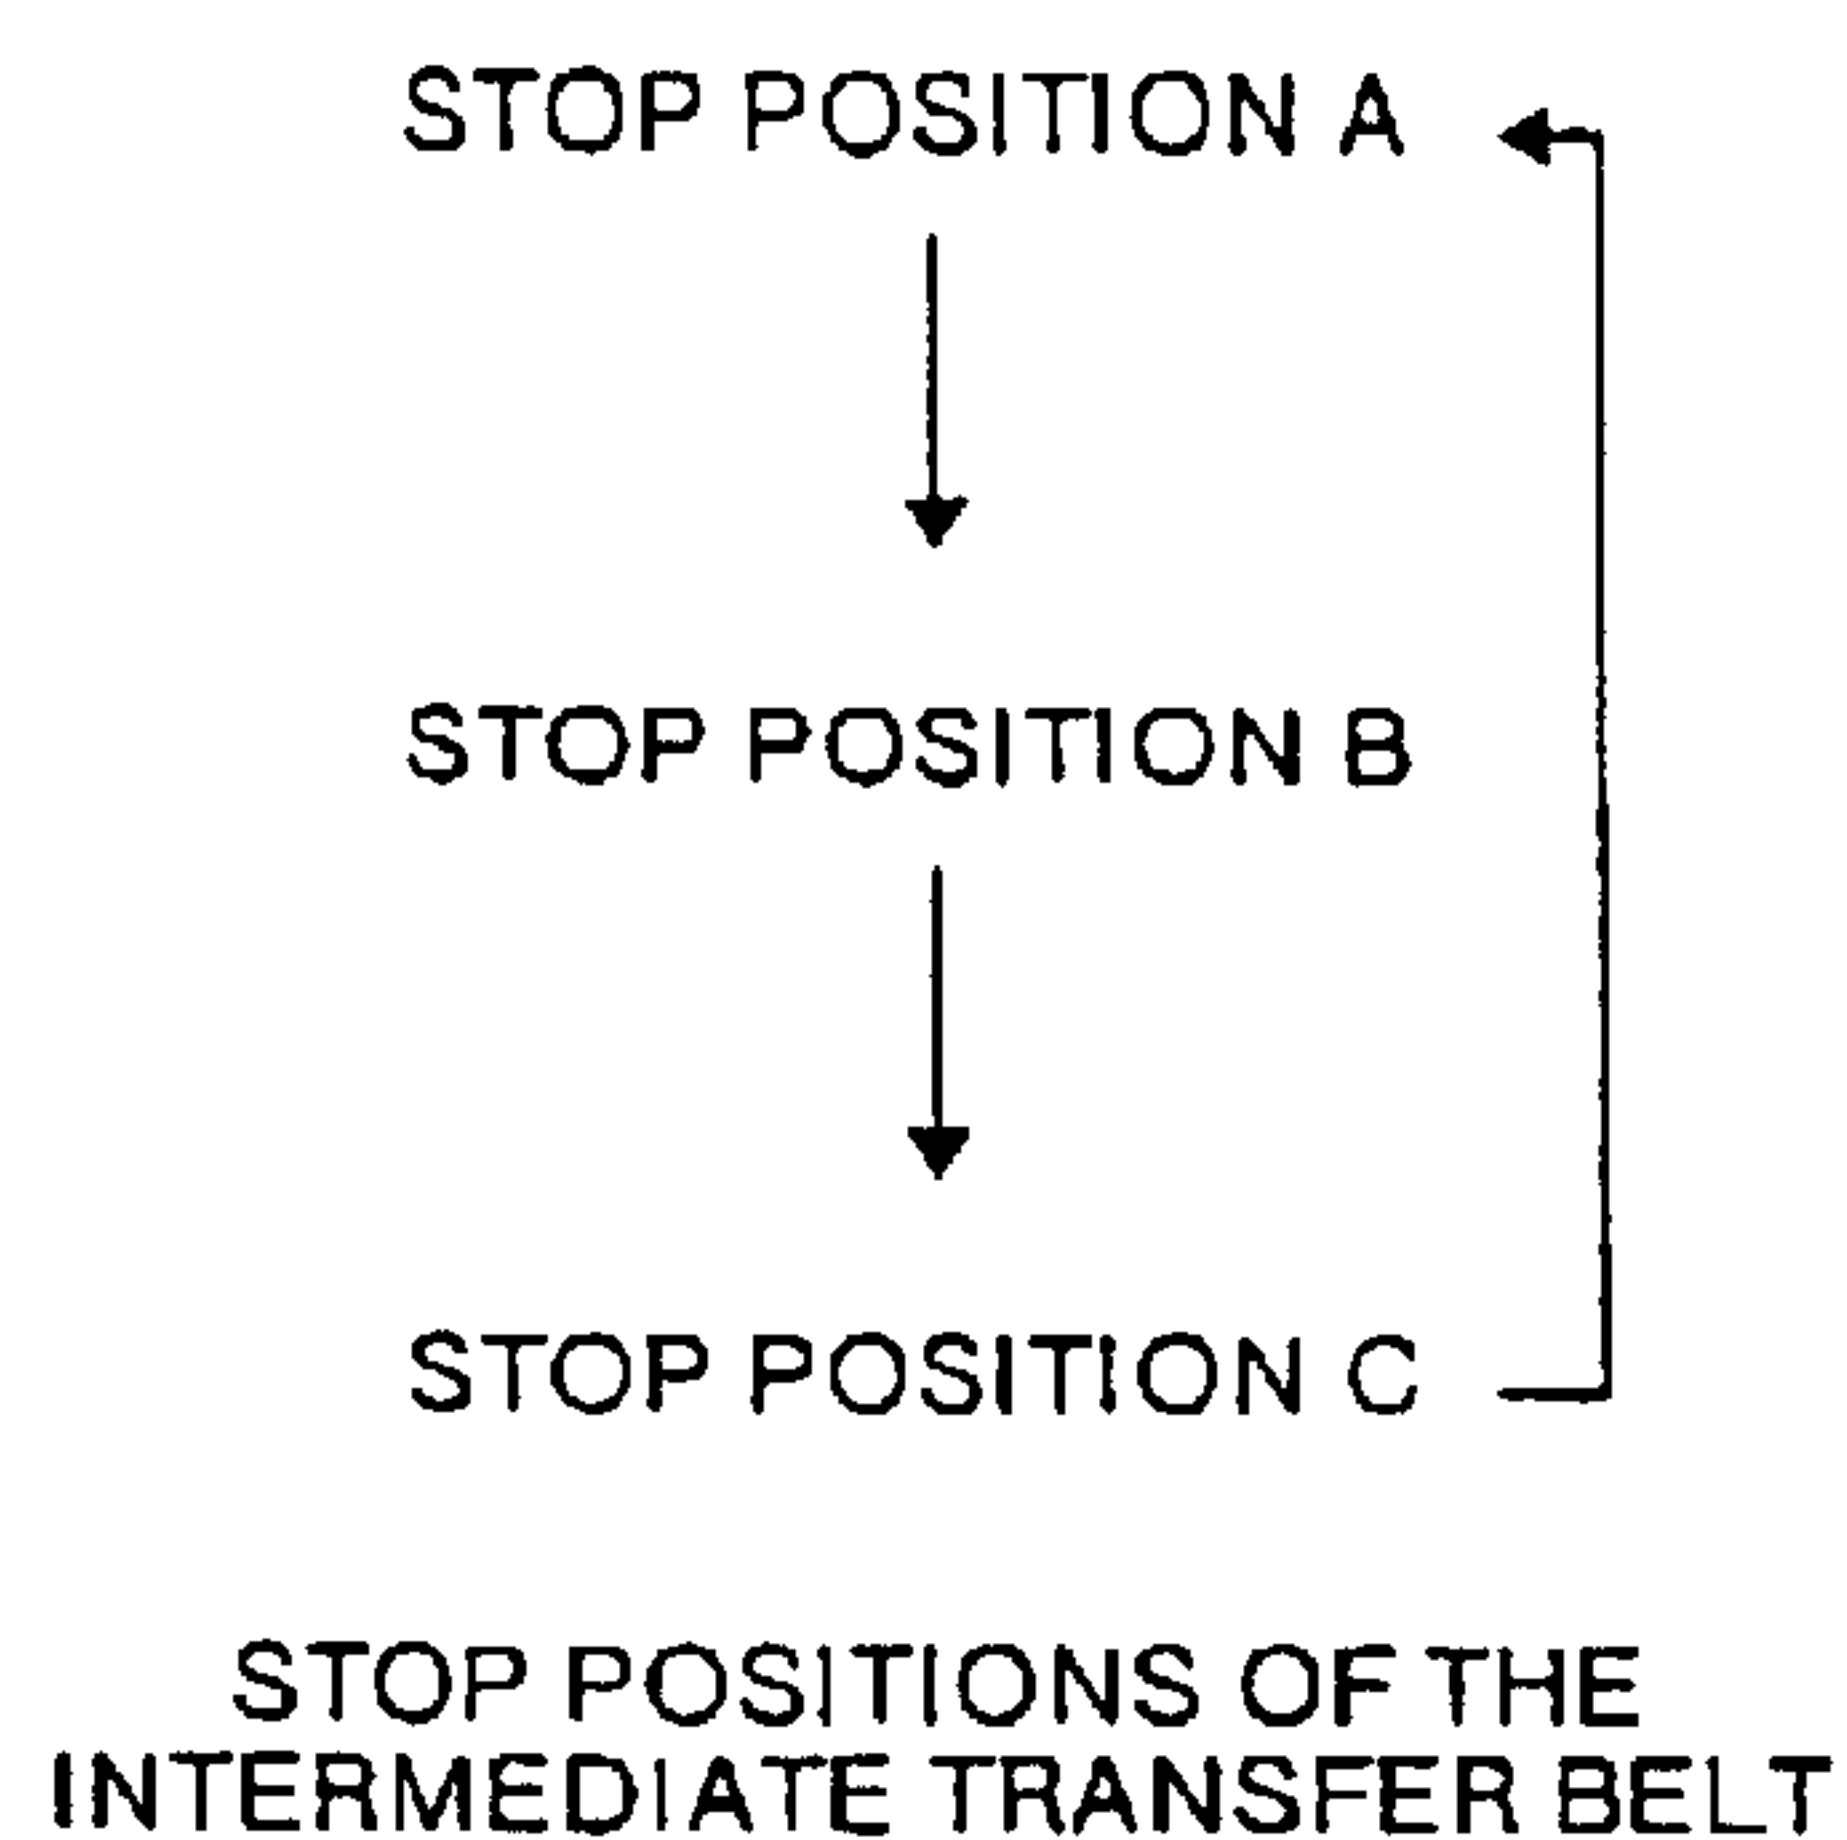 STOP POSITION A
STOP POSITION B
STOP POSITION C
STOP POSITIONS OF THE
INTERMEDIATE TRANSFER BELT